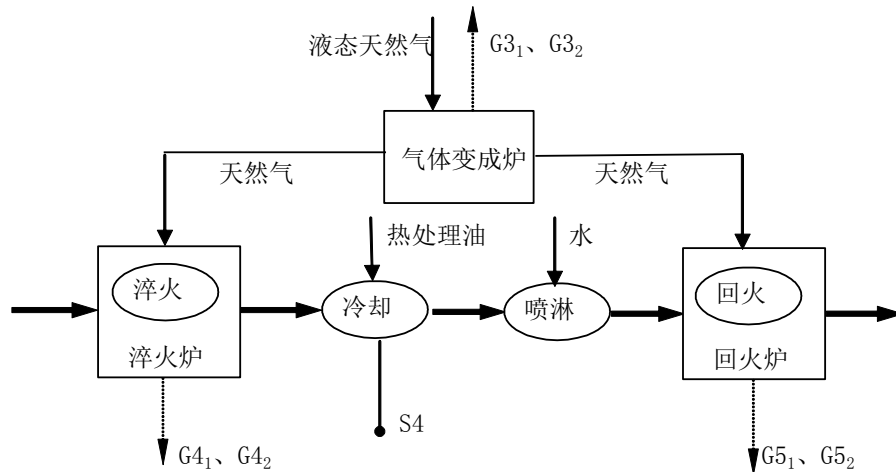 液态天然气
G3₁、G3₂
气体变成炉
天然气
天然气
热处理油
水
淬火
冷却
喷淋
回火
淬火炉
回火炉
S4
G4₁、G4₂
G5₁、G5₂